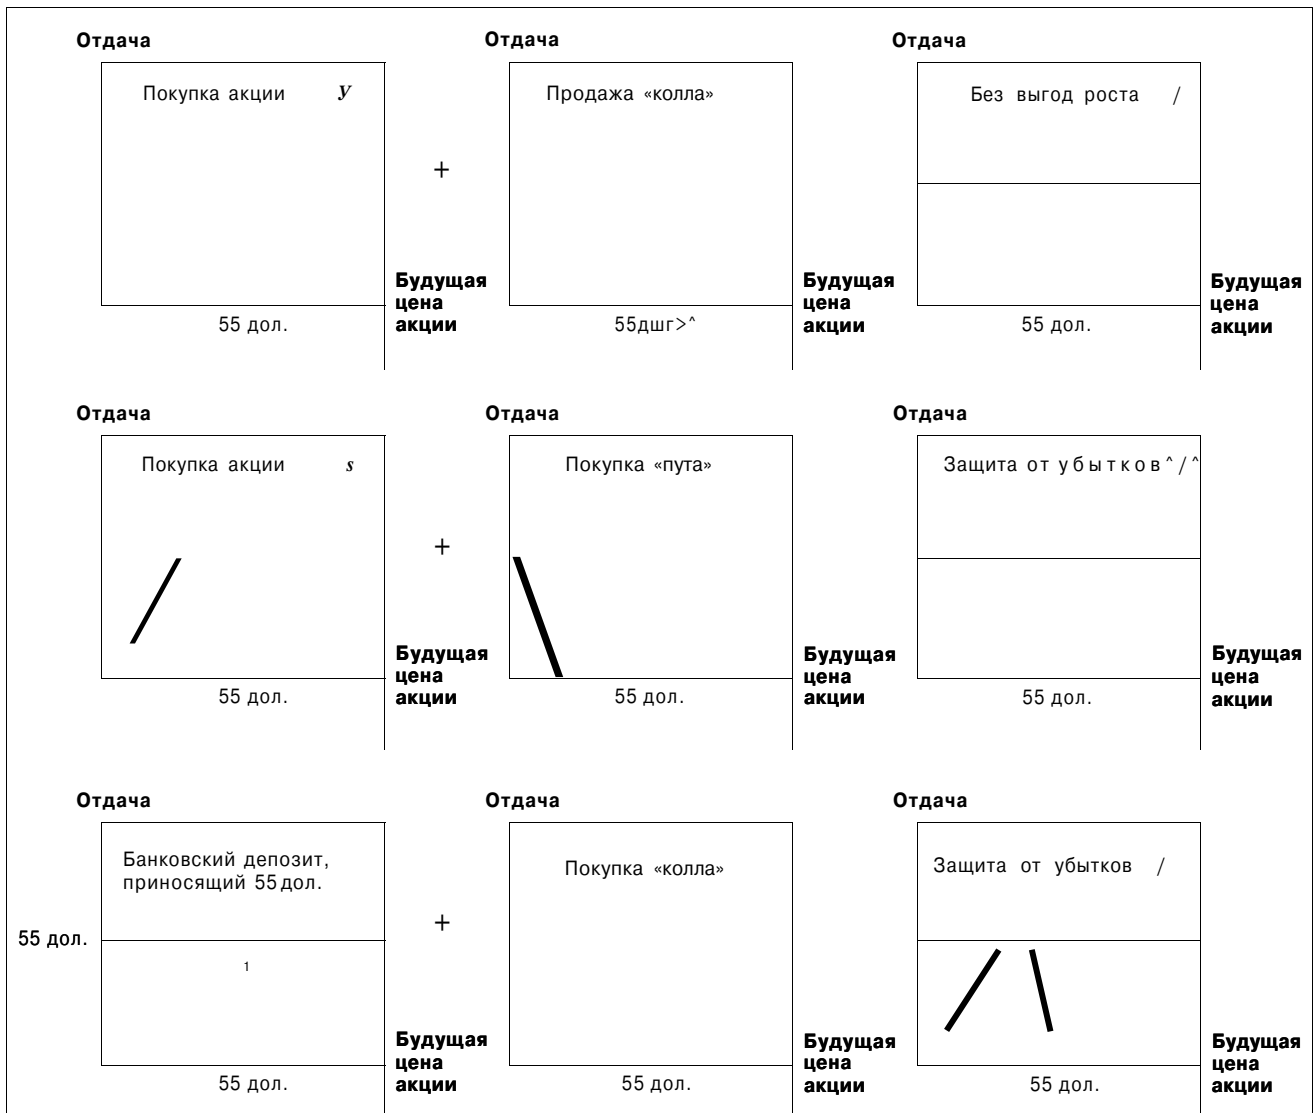 Отдача
Отдача
Отдача
Покупка акции У
Продажа «колла»
Без выгод роста /
+
Будущая
цена
акции
Будущая
цена
акции
Будущая
цена
акции
55 дол.
55дшг>^
55 дол.
Отдача
Отдача
Отдача
Покупка акции s
Покупка «пута»
Защита от убытков^/^
+
Будущая
цена
акции
Будущая
цена
акции
Будущая
цена
акции
55 дол.
55 дол.
55 дол.
Отдача
Отдача
Отдача
Банковский депозит,
приносящий 55 дол.
Покупка «колла»
Защита от убытков /
+
55 дол.
1
Будущая
цена
акции
Будущая
цена
акции
Будущая
цена
акции
55 дол.
55 дол.
55 дол.